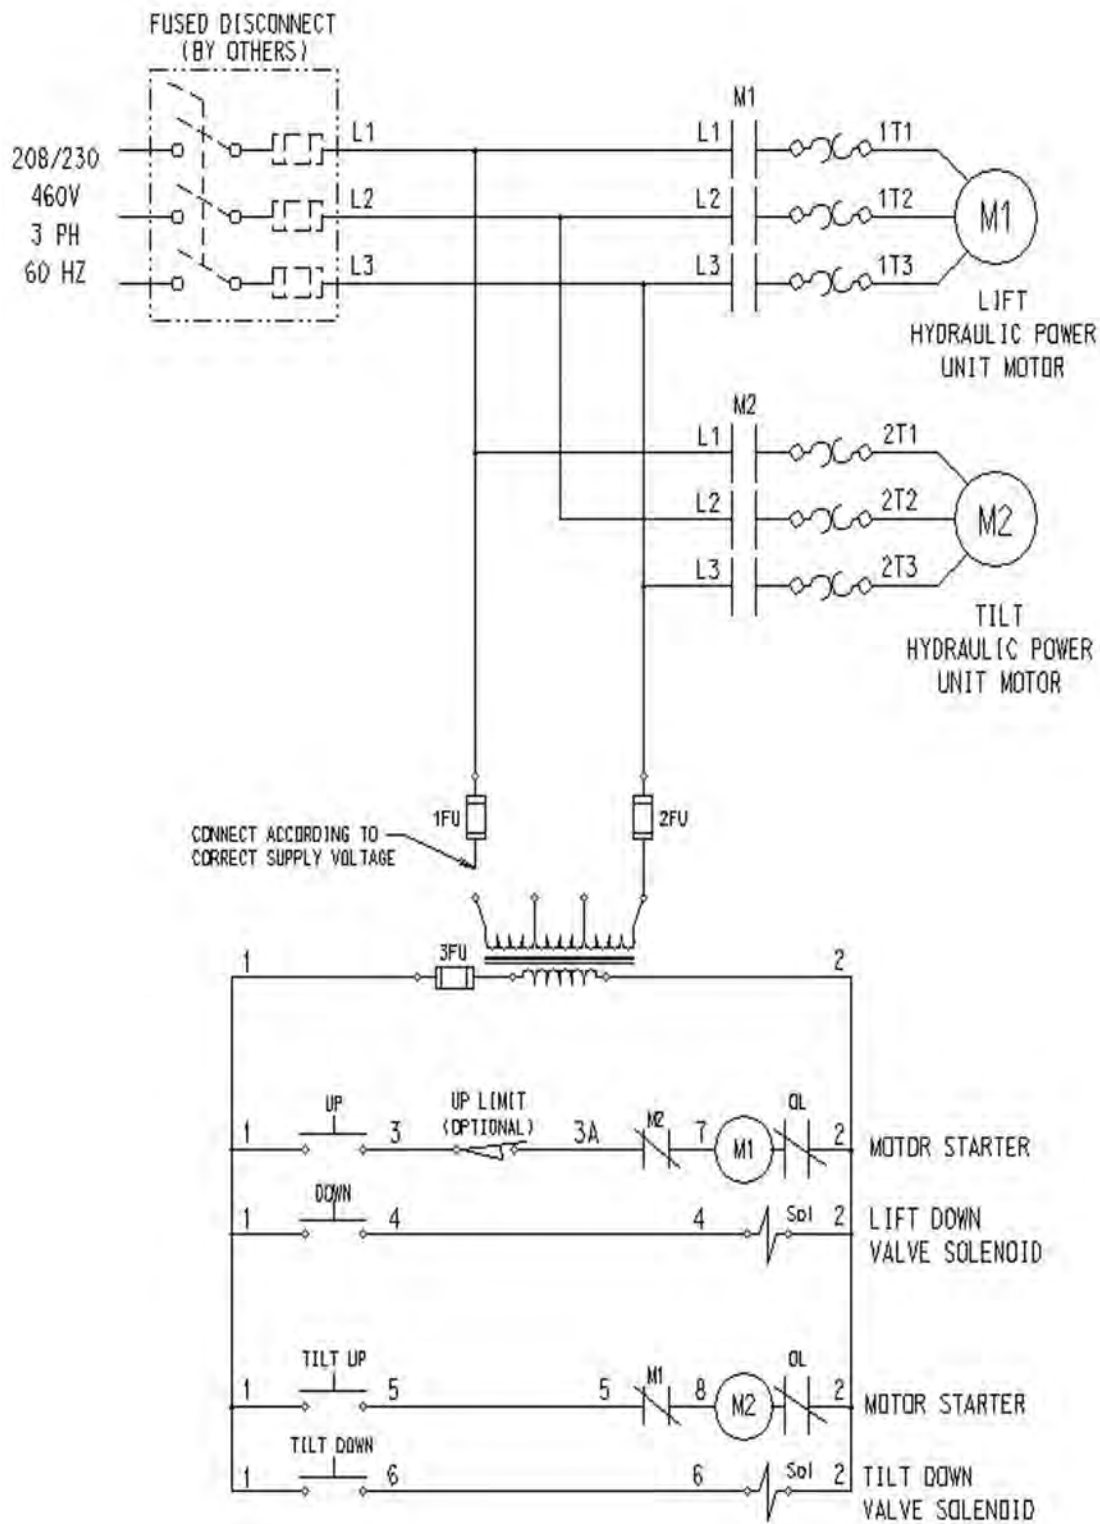 FUSED DISCONNECT
(BY OTHERS)
208/230
460V
3 PH
60 HZ
L1
L2
L3
M1
L1
L2
L3
1T1
1T2
1T3
M1
LIFT
HYDRAULIC POWER
UNIT MOTOR
M2
L1
L2
L3
2T1
2T2
2T3
M2
TILT
HYDRAULIC POWER
UNIT MOTOR
1FU
2FU
CONNECT ACCORDING TO
CORRECT SUPPLY VOLTAGE
1
3FU
2
1
UP
3
UP LIMIT
(OPTIONAL)
3A
M2
7
M1
OL
2
MOTOR STARTER
1
DOWN
4
4
Sol
2
LIFT DOWN
VALVE SOLENOID
1
TILT UP
5
5
M1
8
M2
OL
2
MOTOR STARTER
1
TILT DOWN
6
6
Sol
2
TILT DOWN
VALVE SOLENOID